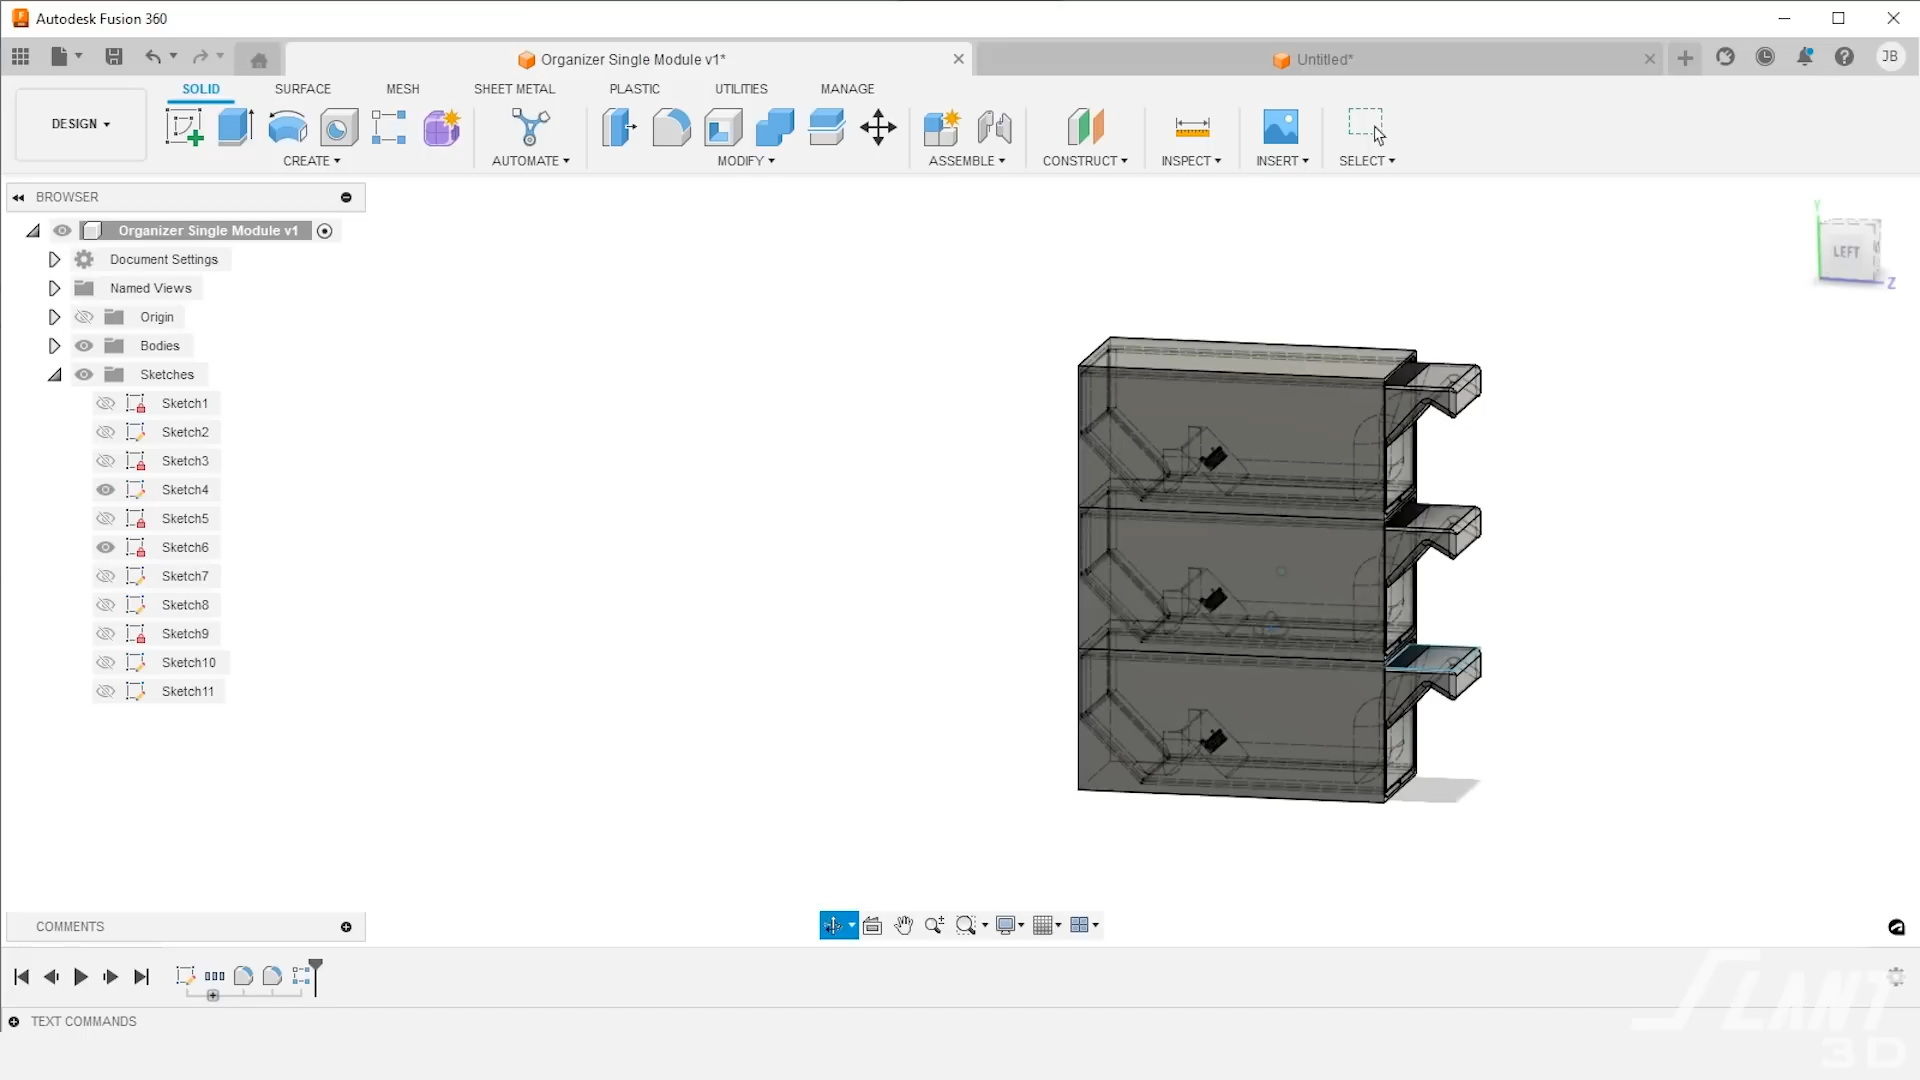 Autodesk Fusion 360
Organizer Single Module v1*
Untitled*
JB
SOLID
SURFACE
MESH
SHEET METAL
PLASTIC
UTILITIES
MANAGE
DESIGN
CREATE
AUTOMATE
MODIFY
ASSEMBLE
CONSTRUCT
INSPECT
INSERT
SELECT
BROWSER
Organizer Single Module v1
Document Settings
Named Views
Origin
Bodies
Sketches
Sketch1
Sketch2
Sketch3
Sketch4
Sketch5
Sketch6
Sketch7
Sketch8
Sketch9
Sketch10
Sketch11
Y
LEFT
Z
COMMENTS
TEXT COMMANDS
SLANT
3D